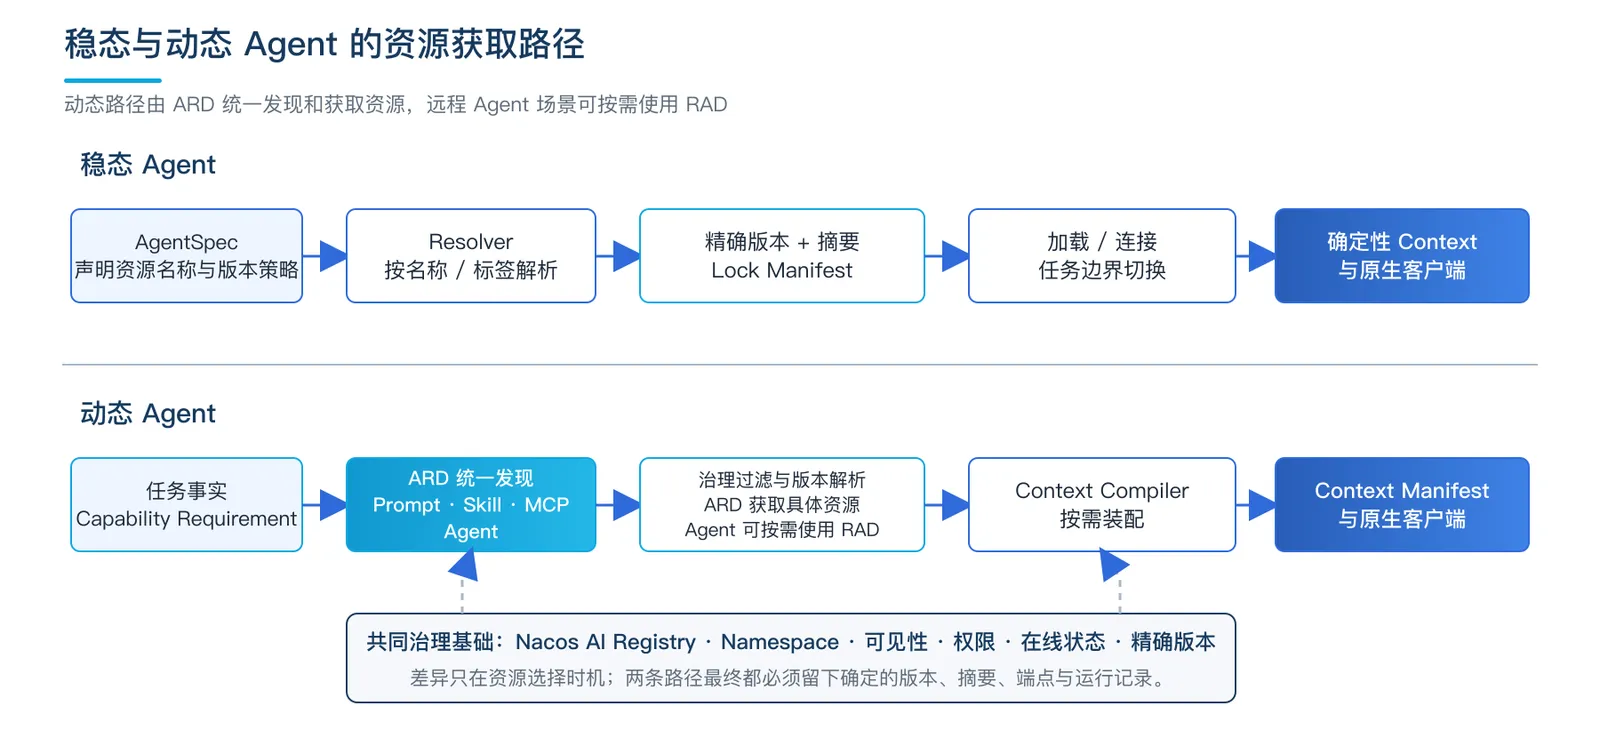 稳态与动态 Agent 的资源获取路径
动态路径由 ARD 统一发现和获取资源，远程 Agent 场景可按需使用 RAD
稳态 Agent
AgentSpec
声明资源名称与版本策略
Resolver
按名称 / 标签解析
精确版本 + 摘要
Lock Manifest
加载 / 连接
任务边界切换
确定性 Context
与原生客户端
动态 Agent
任务事实
Capability Requirement
ARD 统一发现
Prompt · Skill · MCP
Agent
治理过滤与版本解析
ARD 获取具体资源
Agent 可按需使用 RAD
Context Compiler
按需装配
Context Manifest
与原生客户端
共同治理基础：Nacos AI Registry · Namespace · 可见性 · 权限 · 在线状态 · 精确版本
差异只在资源选择时机；两条路径最终都必须留下确定的版本、摘要、端点与运行记录。